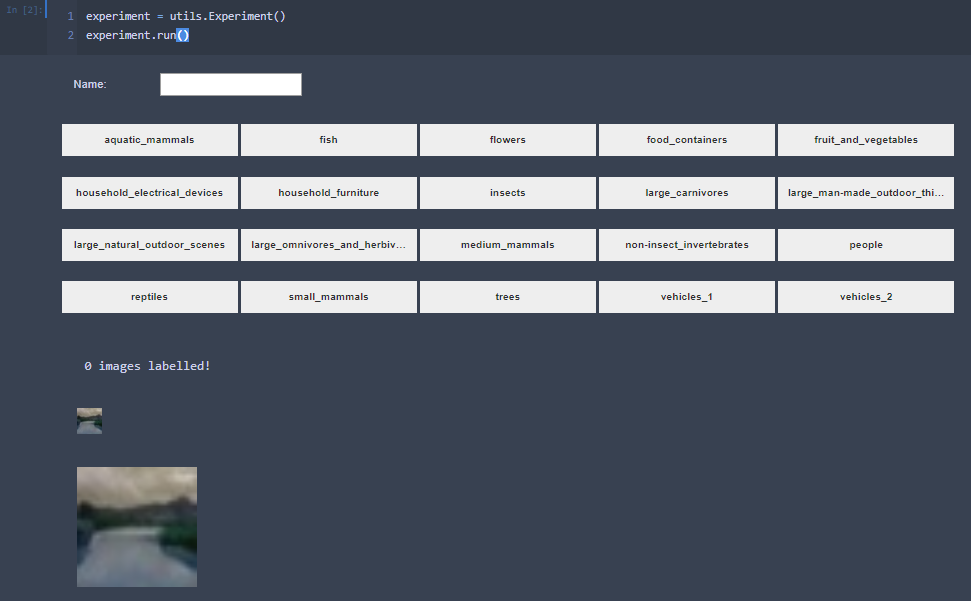 In [2]:
1 experiment = utils.Experiment()
2 experiment.run()
Name:
aquatic_mammals fish flowers food_containers fruit_and_vegetables
household_electrical_devices household_furniture insects large_carnivores large_man-made_outdoor_thi...
large_natural_outdoor_scenes large_omnivores_and_herbiv... medium_mammals non-insect_invertebrates people
reptiles small_mammals trees vehicles_1 vehicles_2
0 images labelled!